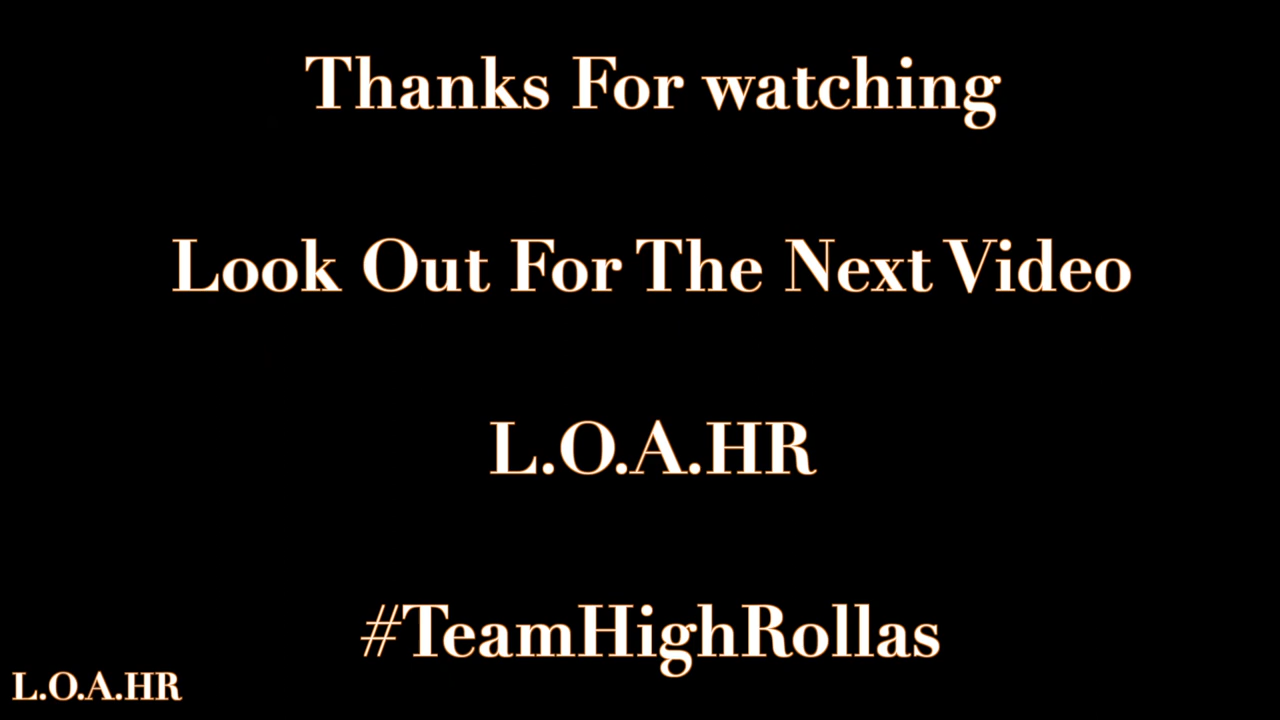 Thanks For watching
Look Out For The Next Video
L.O.A.HR
#TeamHighRollas
L.O.A.HR